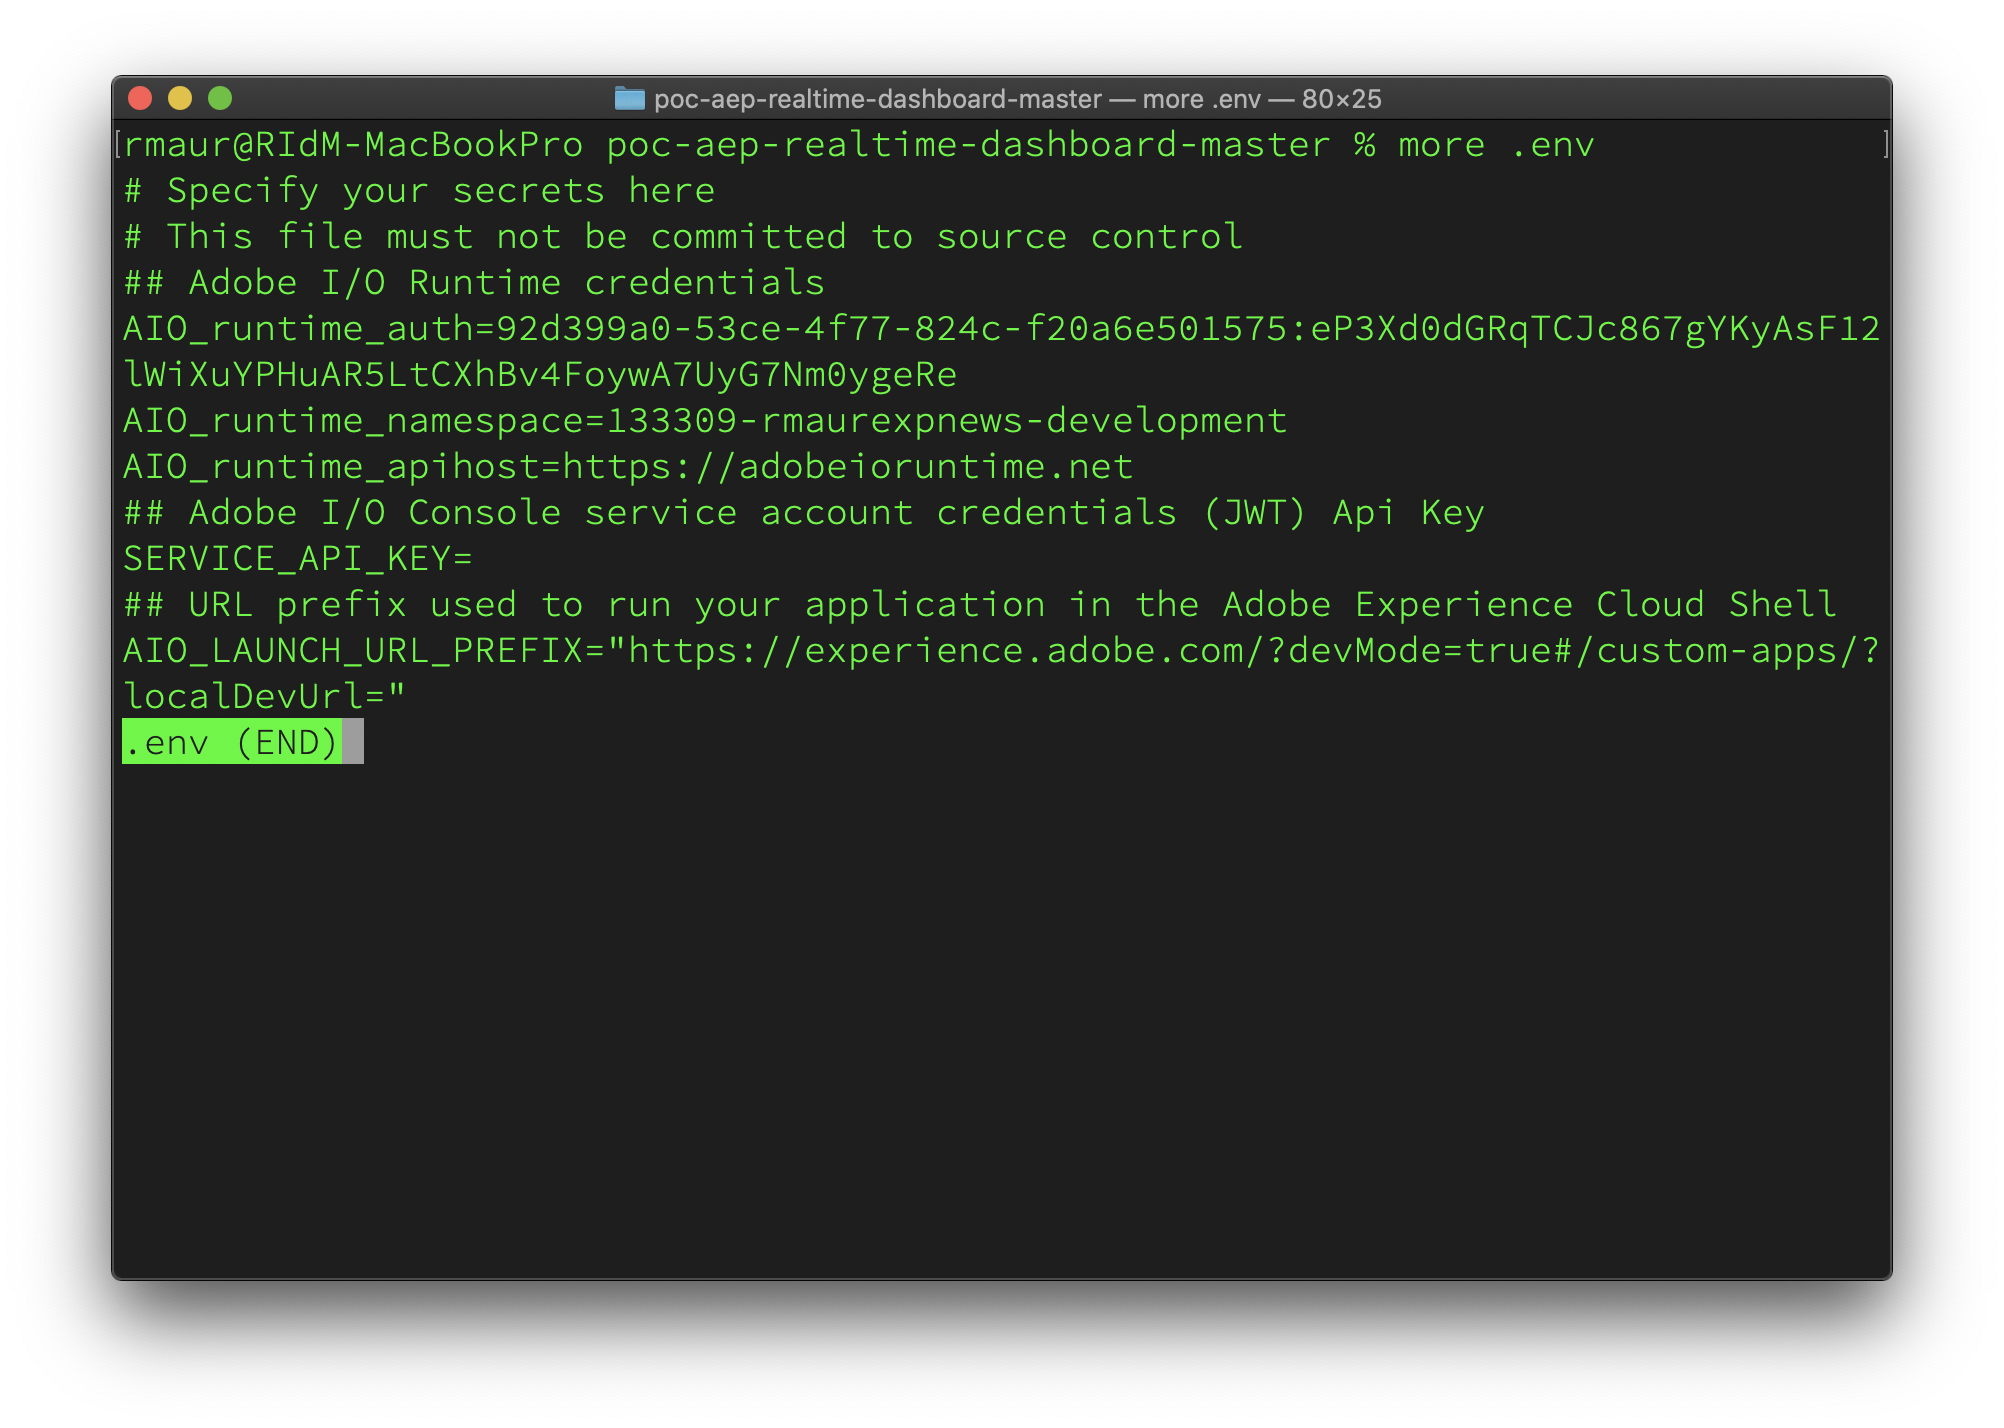 poc-aep-realtime-dashboard-master — more .env — 80×25
[rmaur@RIdM-MacBookPro poc-aep-realtime-dashboard-master % more .env ]
# Specify your secrets here
# This file must not be committed to source control
## Adobe I/O Runtime credentials
AIO_runtime_auth=92d399a0-53ce-4f77-824c-f20a6e501575:eP3Xd0dGRqTCJc867gYKyAsF12
lWiXuYPHuAR5LtCXhBv4FoywA7UyG7Nm0ygeRe
AIO_runtime_namespace=133309-rmaurexpnews-development
AIO_runtime_apihost=https://adobeioruntime.net
## Adobe I/O Console service account credentials (JWT) Api Key
SERVICE_API_KEY=
## URL prefix used to run your application in the Adobe Experience Cloud Shell
AIO_LAUNCH_URL_PREFIX="https://experience.adobe.com/?devMode=true#/custom-apps/?
localDevUrl="
.env (END)